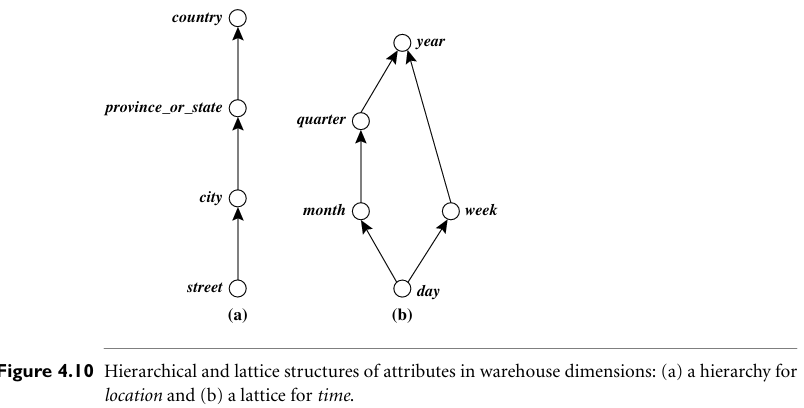 country
province_or_state
city
street
(a)
year
quarter
month
week
day
(b)
Figure 4.10 Hierarchical and lattice structures of attributes in warehouse dimensions: (a) a hierarchy for
location and (b) a lattice for time.